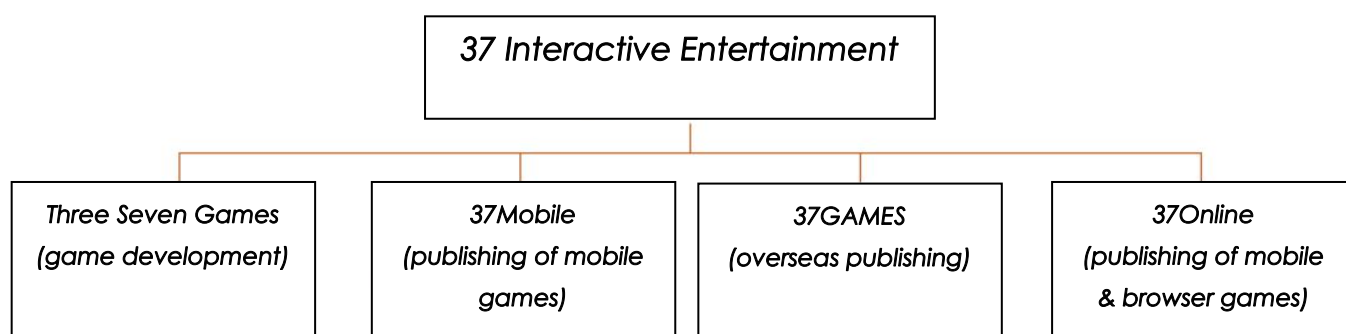 37 Interactive Entertainment
Three Seven Games
(game development)
37Mobile
(publishing of mobile
games)
37GAMES
(overseas publishing)
37Online
(publishing of mobile
& browser games)